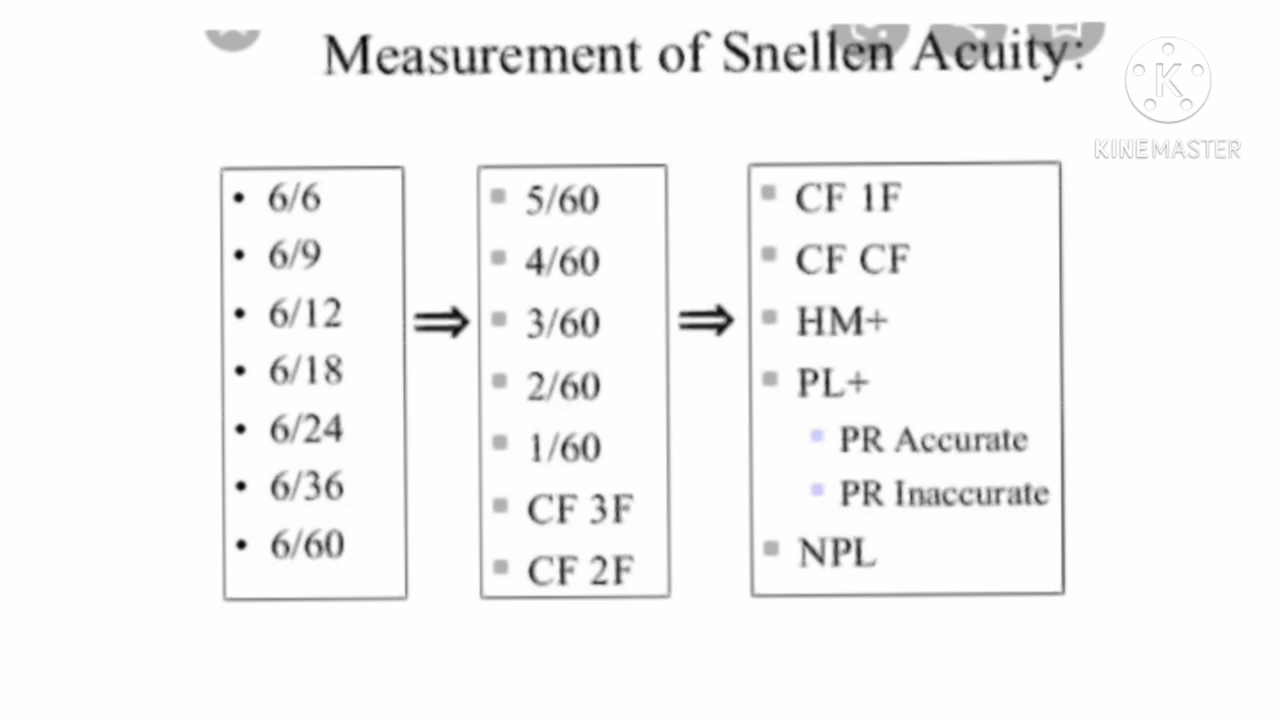 Measurement of Snellen Acuity:
KINEMASTER
6/6
6/9
6/12
6/18
6/24
6/36
6/60
5/60
4/60
3/60
2/60
1/60
CF 3F
CF 2F
CF 1F
CF CF
HM+
PL+
PR Accurate
PR Inaccurate
NPL